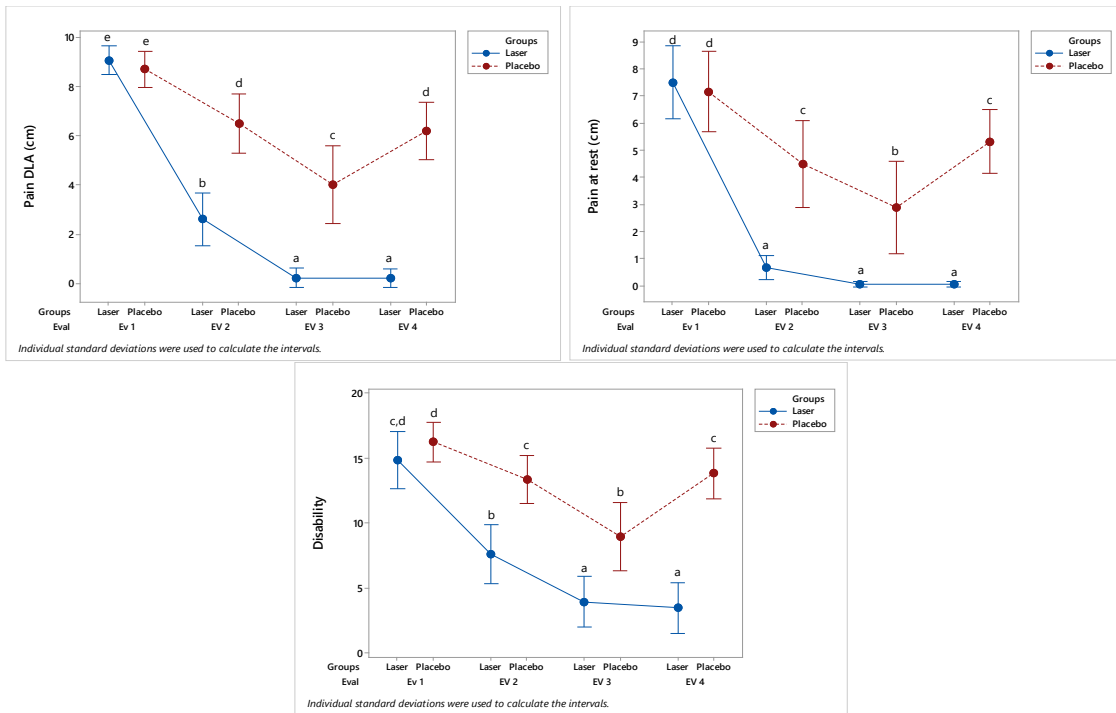 Pain DLA (cm)
10
8
6
4
2
0
e
e
d
d
c
b
a
a
Groups
Laser
Placebo
Groups Laser Placebo Laser Placebo Laser Placebo Laser Placebo
Eval Ev 1 EV 2 EV 3 EV 4
Individual standard deviations were used to calculate the intervals.
Pain at rest (cm)
9
8
7
6
5
4
3
2
1
0
d
d
c
c
b
a
a
a
Groups
Laser
Placebo
Groups Laser Placebo Laser Placebo Laser Placebo Laser Placebo
Eval Ev 1 EV 2 EV 3 EV 4
Individual standard deviations were used to calculate the intervals.
Disability
20
15
10
5
0
c,d
d
c
c
b
b
a
a
Groups
Laser
Placebo
Groups Laser Placebo Laser Placebo Laser Placebo Laser Placebo
Eval Ev 1 EV 2 EV 3 EV 4
Individual standard deviations were used to calculate the intervals.